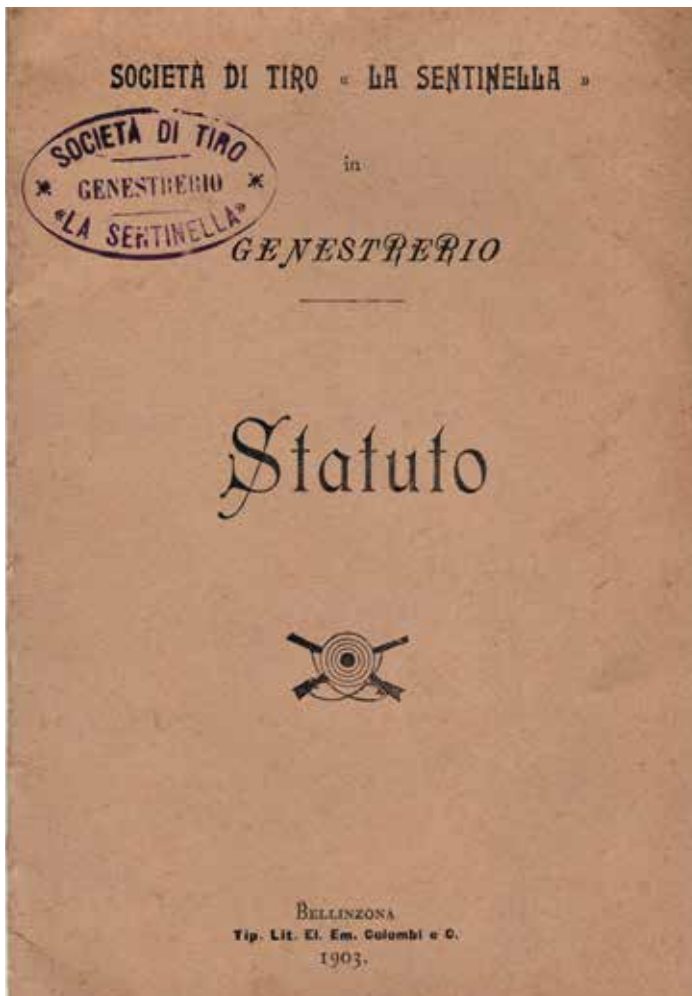 SOCIETÀ DI TIRO « LA SENTINELLA »
SOCIETÀ DI TIRO
GENESTRERIO
«LA SENTINELLA»
in
GENESTRERIO
Statuto
BELLINZONA
Tip. Lit. El. Em. Colombi e C.
1903.